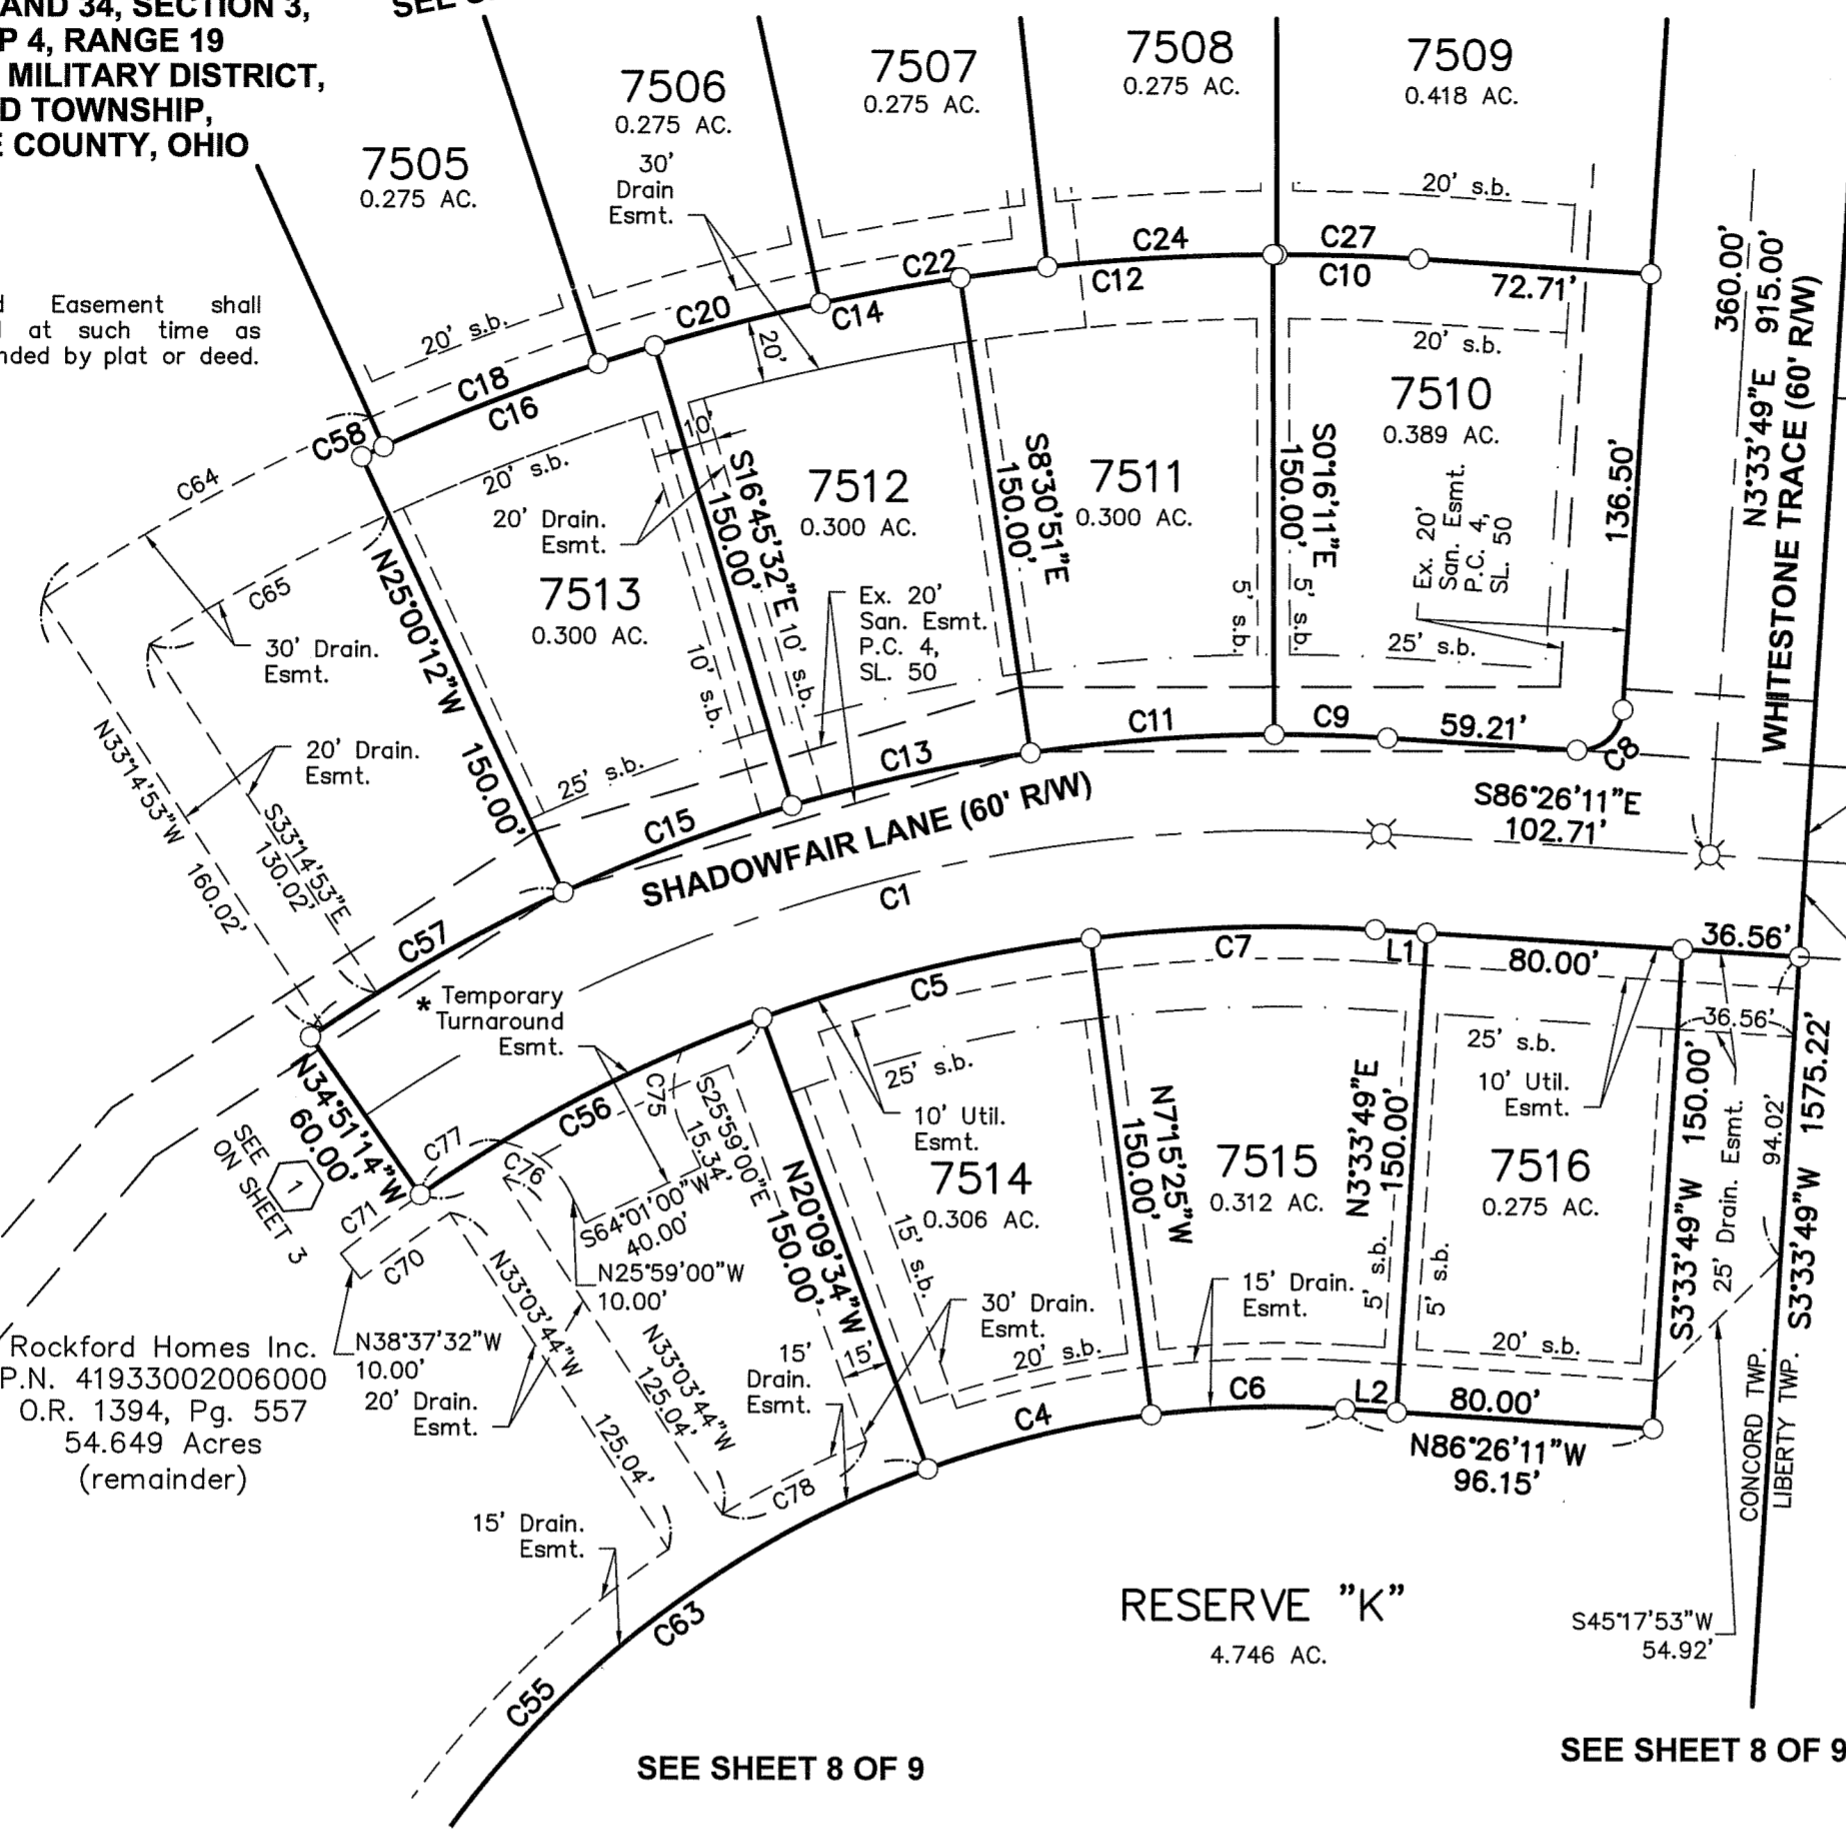 AND 34, SECTION 3,
P 4, RANGE 19
MILITARY DISTRICT,
D TOWNSHIP,
E COUNTY, OHIO
SEE
7505
0.275 AC.
7506
0.275 AC.
7507
0.275 AC.
7508
0.275 AC.
7509
0.418 AC.
30'
Drain
Esmt.
20' s.b.
20' s.b.
d Easement shall
d at such time as
nded by plat or deed.
C58
C18
C16
C20
C14
C22
C24
C12
C27
C10
72.71'
20'
360.00'
N3°33'49"E 915.00'
WHITESTONE TRACE (60' R/W)
C64
C65
20' s.b.
20' Drain.
Esmt.
10'
7513
0.300 AC.
7512
0.300 AC.
7511
0.300 AC.
7510
0.389 AC.
20' s.b.
N25°00'12"W
150.00'
S16°45'32"E
150.00'
10' s.b.
10' s.b.
S8°30'51"E
150.00'
S0°16'11"E
150.00'
5' s.b.
5' s.b.
136.50'
Ex. 20'
San. Esmt.
P.C. 4,
SL. 50
Ex. 20'
San. Esmt.
P.C. 4,
SL. 50
25' s.b.
30' Drain.
Esmt.
N33°14'53"W 160.02'
20' Drain.
Esmt.
S33°14'53"E
130.02'
25' s.b.
C57
C15
C13
C11
C9
59.21'
C8
SHADOWFAIR LANE (60' R/W)
C1
S86°26'11"E
102.71'
* Temporary
Turnaround
Esmt.
N34°51'14"W
60.00'
SEE 1
ON SHEET 3
C77
C56
C76
C75
C71
C70
C5
C7
L1
80.00'
36.56'
36.56'
S25°59'00"E
15.34'
S64°01'00"W
40.00'
N25°59'00"W
10.00'
N20°09'34"W
150.00'
25' s.b.
10' Util.
Esmt.
7514
0.306 AC.
15' s.b.
N7°15'25"W
150.00'
7515
0.312 AC.
N3°33'49"E
150.00'
25' s.b.
10' Util.
Esmt.
7516
0.275 AC.
5' s.b.
5' s.b.
S3°33'49"W 150.00'
25' Drain. Esmt.
94.02'
S3°33'49"W 1575.22'
15' Drain.
Esmt.
30' Drain.
Esmt.
20' s.b.
20' s.b.
Rockford Homes Inc.
P.N. 41933002006000
O.R. 1394, Pg. 557
54.649 Acres
(remainder)
N38°37'32"W
10.00'
20' Drain.
Esmt.
N33°03'44"W
125.04'
N33°03'44"W
125.04'
15'
Drain.
Esmt.
15'
C78
C4
C6
L2
80.00'
N86°26'11"W
96.15'
CONCORD TWP.
LIBERTY TWP.
15' Drain.
Esmt.
C63
C55
RESERVE "K"
4.746 AC.
S45°17'53"W
54.92'
SEE SHEET 8 OF 9
SEE SHEET 8 OF 9